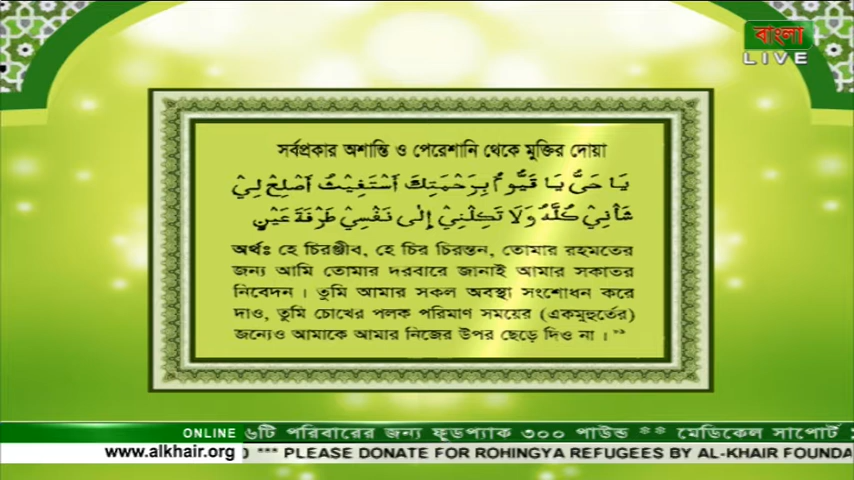 বাংলা
LIVE
সর্বপ্রকার অশান্তি ও পেরেশানি থেকে মুক্তির দোয়া
يَا حَىُّ يَا قَيُّومُ بِرَحْمَتِكَ اَسْتَغِيْثُ اَصْلِحْ لِيْ
شَأْنِيْ كُلَّهُ وَلَا تَكِلْنِيْ إِلٰى نَفْسِيْ طَرْفَةَ عَيْنٍ
অর্থঃ হে চিরঞ্জীব, হে চির চিরন্তন, তোমার রহমতের
জন্য আমি তোমার দরবারে জানাই আমার সকাতর
নিবেদন । তুমি আমার সকল অবস্থা সংশোধন করে
দাও, তুমি চোখের পলক পরিমাণ সময়ের (একমুহুর্তের)
জন্যেও আমাকে আমার নিজের উপর ছেড়ে দিও না ।
ONLINE ৬টি পরিবারের জন্য ফুডপ্যাক ৩০০ পাউন্ড ** মেডিকেল সাপোর্ট
www.alkhair.org 0 *** PLEASE DONATE FOR ROHINGYA REFUGEES BY AL-KHAIR FOUNDA